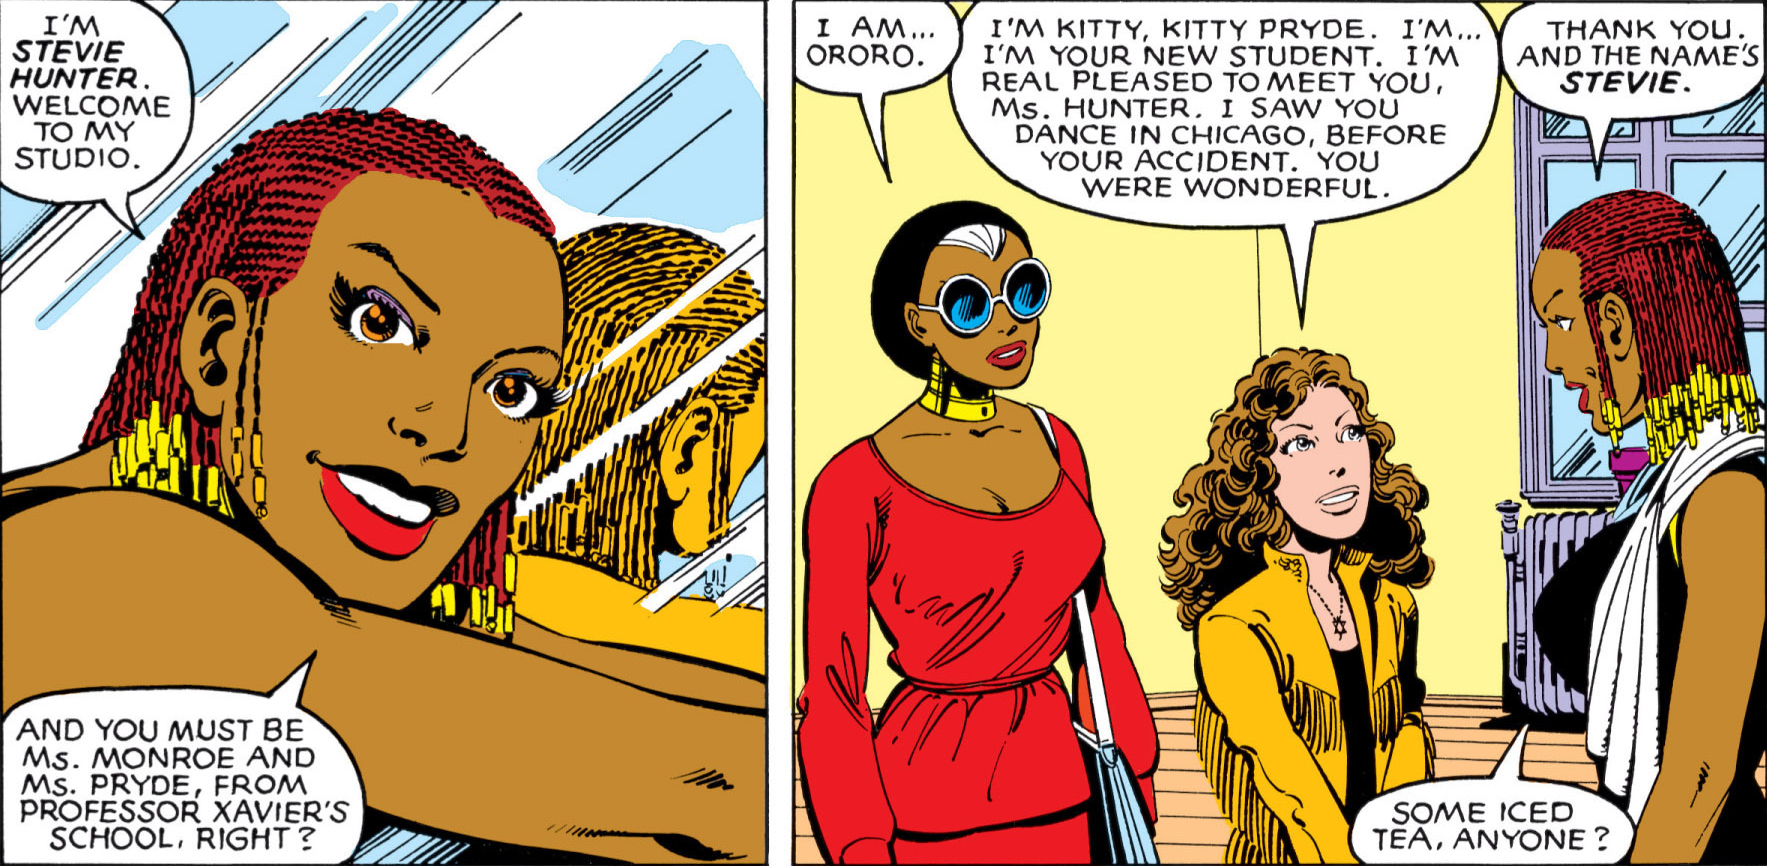 I'M
STEVIE
HUNTER.
WELCOME
TO MY
STUDIO.
AND YOU MUST BE
Ms. MONROE AND
Ms. PRYDE, FROM
PROFESSOR XAVIER'S
SCHOOL, RIGHT?
I AM...
ORORO.
I'M KITTY, KITTY PRYDE. I'M...
I'M YOUR NEW STUDENT. I'M
REAL PLEASED TO MEET YOU,
Ms. HUNTER. I SAW YOU
DANCE IN CHICAGO, BEFORE
YOUR ACCIDENT. YOU
WERE WONDERFUL.
THANK YOU.
AND THE NAME'S
STEVIE.
SOME ICED
TEA, ANYONE?